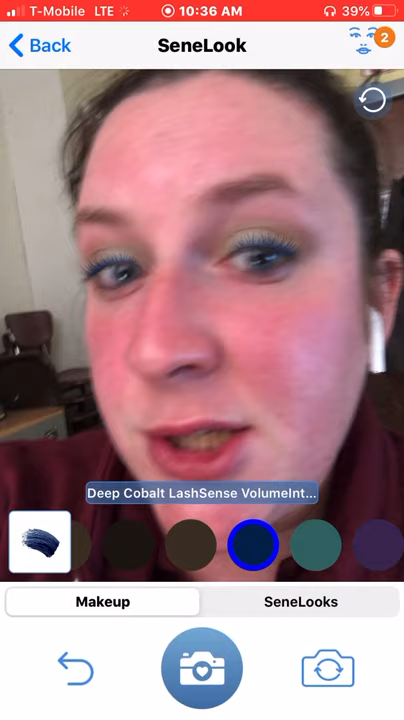 T-Mobile LTE 10:36 AM 39%
Back SeneLook 2
Deep Cobalt LashSense VolumeInt...
Makeup SeneLooks